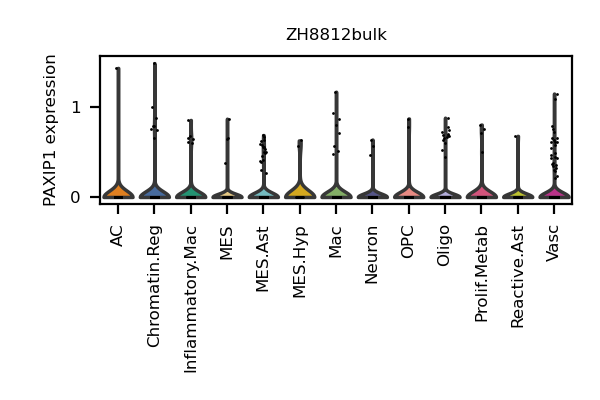 ZH8812bulk
PAXIP1 expression
1
0
AC
Chromatin.Reg
Inflammatory.Mac
MES
MES.Ast
MES.Hyp
Mac
Neuron
OPC
Oligo
Prolif.Metab
Reactive.Ast
Vasc